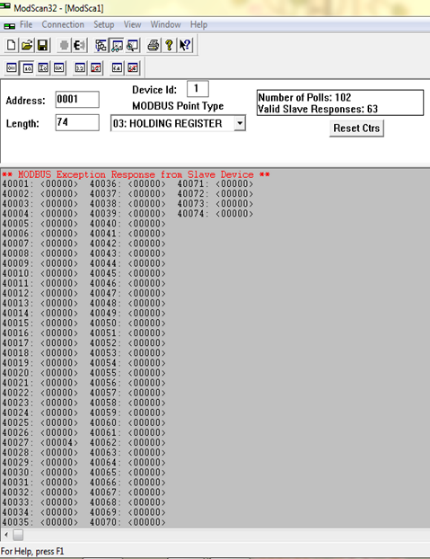 ModScan32 - [ModSca1]
File Connection Setup View Window Help
Address: 0001
Device Id: 1
MODBUS Point Type
Length: 74
03: HOLDING REGISTER
Number of Polls: 102
Valid Slave Responses: 63
Reset Ctrs
** MODBUS Exception Response from Slave Device **
40001: <00000> 40036: <00000> 40071: <00000>
40002: <00000> 40037: <00000> 40072: <00000>
40003: <00000> 40038: <00000> 40073: <00000>
40004: <00000> 40039: <00000> 40074: <00000>
40005: <00000> 40040: <00000>
40006: <00000> 40041: <00000>
40007: <00000> 40042: <00000>
40008: <00000> 40043: <00000>
40009: <00000> 40044: <00000>
40010: <00000> 40045: <00000>
40011: <00000> 40046: <00000>
40012: <00000> 40047: <00000>
40013: <00000> 40048: <00000>
40014: <00000> 40049: <00000>
40015: <00000> 40050: <00000>
40016: <00000> 40051: <00000>
40017: <00000> 40052: <00000>
40018: <00000> 40053: <00000>
40019: <00000> 40054: <00000>
40020: <00000> 40055: <00000>
40021: <00000> 40056: <00000>
40022: <00000> 40057: <00000>
40023: <00000> 40058: <00000>
40024: <00000> 40059: <00000>
40025: <00000> 40060: <00000>
40026: <00000> 40061: <00000>
40027: <00004> 40062: <00000>
40028: <00000> 40063: <00000>
40029: <00000> 40064: <00000>
40030: <00000> 40065: <00000>
40031: <00000> 40066: <00000>
40032: <00000> 40067: <00000>
40033: <00000> 40068: <00000>
40034: <00000> 40069: <00000>
40035: <00000> 40070: <00000>
For Help, press F1